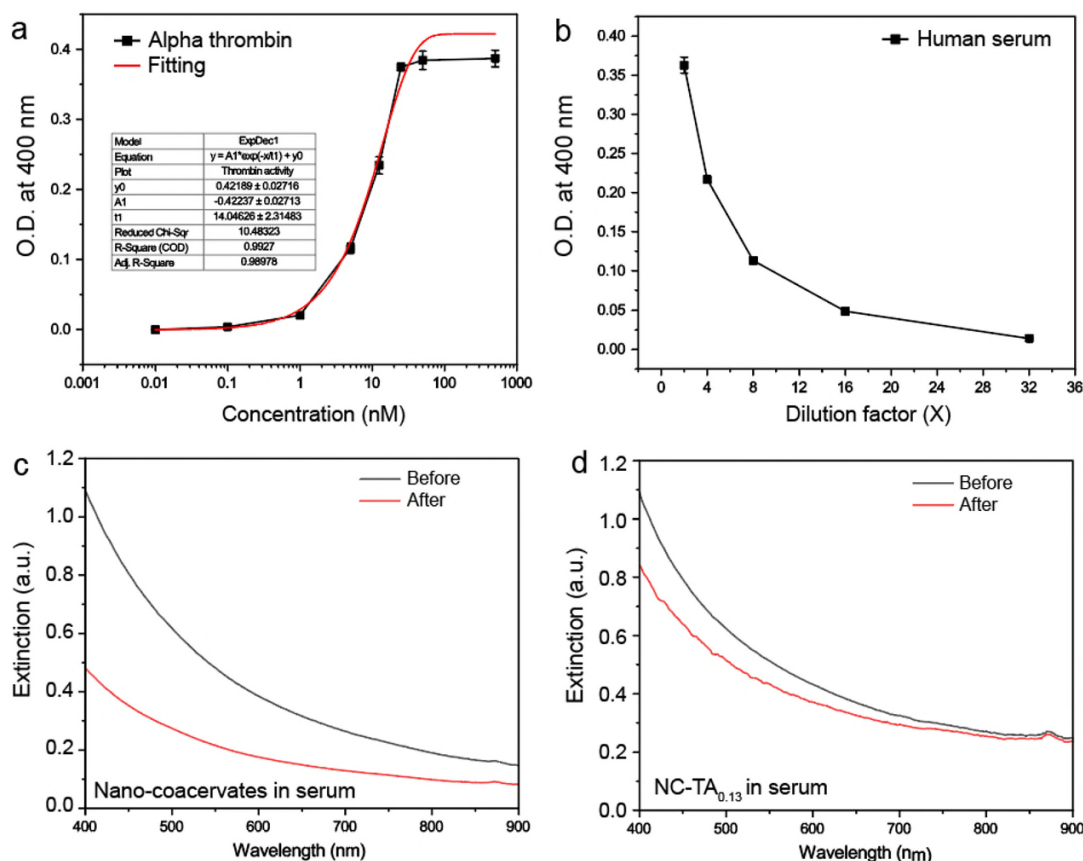 a
Alpha thrombin
Fitting
Model ExpDec1
Equation y = A1*exp(-x/t1) + y0
Plot Thrombin activity
y0 0.42189 ± 0.02716
A1 -0.42237 ± 0.02713
t1 14.04626 ± 2.31483
Reduced Chi-Sqr 10.48323
R-Square (COD) 0.9927
Adj. R-Square 0.98978
O.D. at 400 nm
0.4
0.3
0.2
0.1
0.0
0.001 0.01 0.1 1 10 100 1000
Concentration (nM)
b
Human serum
O.D. at 400 nm
0.40
0.35
0.30
0.25
0.20
0.15
0.10
0.05
0.00
0 4 8 12 16 20 24 28 32 36
Dilution factor (X)
c
Before
After
Extinction (a.u.)
1.2
1.0
0.8
0.6
0.4
0.2
0.0
Nano-coacervates in serum
400 500 600 700 800 900
Wavelength (nm)
d
Before
After
Extinction (a.u.)
1.2
1.0
0.8
0.6
0.4
0.2
0.0
NC-TA0.13 in serum
400 500 600 700 800 900
Wavelength (nm)